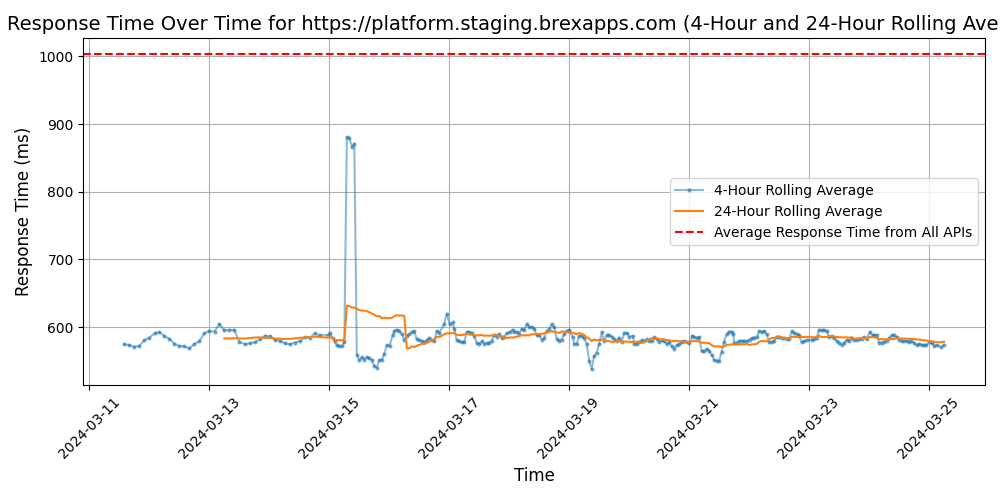 Response Time Over Time for https://platform.staging.brexapps.com (4-Hour and 24-Hour Rolling Ave
Response Time (ms)
1000
900
800
700
600
4-Hour Rolling Average
24-Hour Rolling Average
Average Response Time from All APIs
2024-03-11
2024-03-13
2024-03-15
2024-03-17
2024-03-19
2024-03-21
2024-03-23
2024-03-25
Time